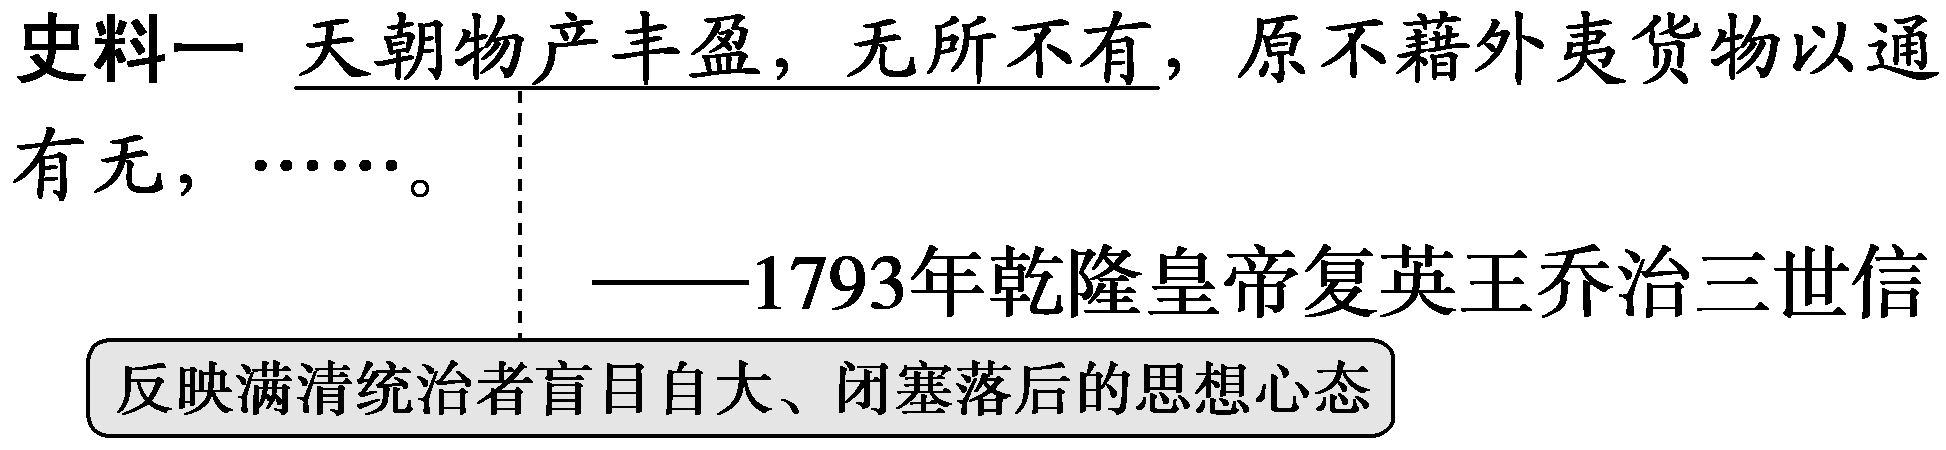 史料一 天朝物产丰盈，无所不有，原不藉外夷货物以通
有无，……。
——1793年乾隆皇帝复英王乔治三世信
反映满清统治者盲目自大、闭塞落后的思想心态